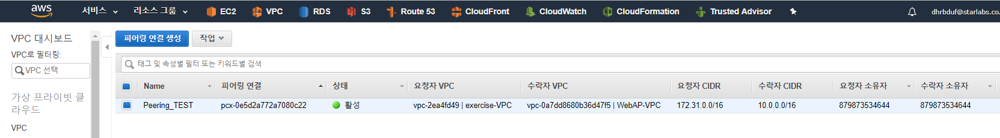 aws 서비스 리소스 그룹 EC2 VPC RDS S3 Route 53 CloudFront CloudWatch CloudFormation Trusted Advisor dhrbduf@starlabs.co.
VPC 대시보드
VPC로 필터링:
VPC 선택
가상 프라이빗 클
라우드
VPC
피어링 연결 생성 작업
태그 및 속성별 필터 또는 키워드별 검색
Name 피어링 연결 상태 요청자 VPC 수락자 VPC 요청자 CIDR 수락자 CIDR 요청자 소유자 수락자 소유자
Peering_TEST pcx-0e5d2a772a7080c22 활성 vpc-2ea4fd49 | exercise-VPC vpc-0a7dd8680b36d47f5 | WebAP-VPC 172.31.0.0/16 10.0.0.0/16 879873534644 879873534644